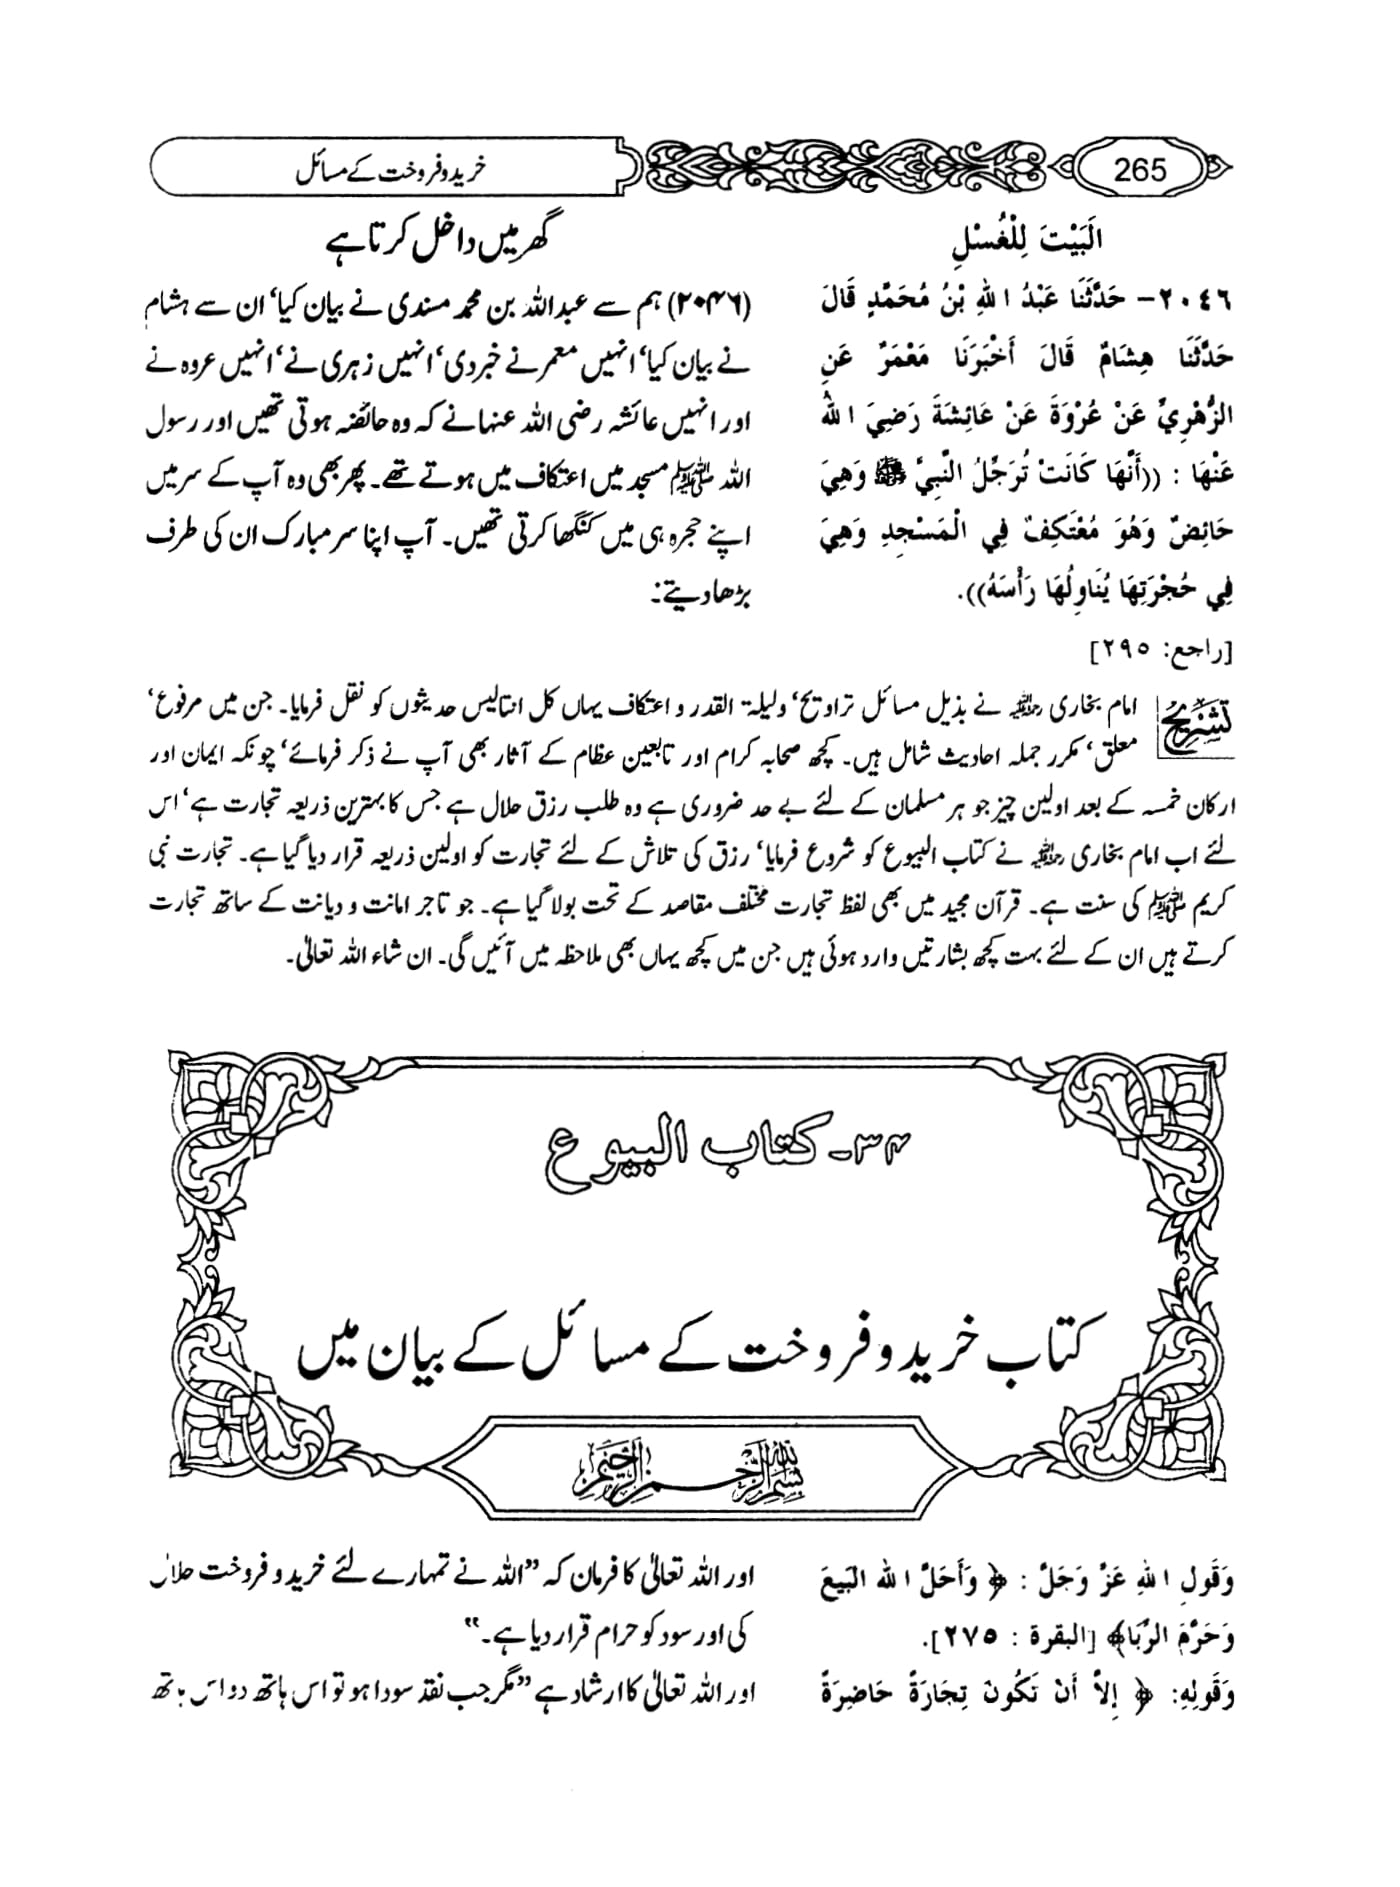 265
خرید و فروخت کے مسائل
الْبَيْتَ لِلْغُسْلِ
٢٠٤٦- حَدَّثَنَا عَبْدُ اللهِ بْنُ مُحَمَّدٍ قَالَ
حَدَّثَنَا هِشَامٌ قَالَ أَخْبَرَنَا مَعْمَرٌ عَنِ
الزُّهْرِيِّ عَنْ عُرْوَةَ عَنْ عَائِشَةَ رَضِيَ اللهُ
عَنْهَا : ((أَنَّهَا كَانَتْ تُرَجِّلُ النَّبِيَّ ﷺ وَهِيَ
حَائِضٌ وَهُوَ مُعْتَكِفٌ فِي الْمَسْجِدِ وَهِيَ
فِي حُجْرَتِهَا يُنَاوِلُهَا رَأْسَهُ)).
[راجع: ٢٩٥]
گھر میں داخل کرتا ہے
(۲۰۴۶) ہم سے عبداللہ بن محمد مسندی نے بیان کیا‘ ان سے ہشام
نے بیان کیا‘ انہیں معمر نے خبر دی‘ انہیں زہری نے‘ انہیں عروہ نے
اور انہیں عائشہ رضی اللہ عنہا نے کہ وہ حائضہ ہوتی تھیں اور رسول
اللہ ﷺ مسجد میں اعتکاف میں ہوتے تھے۔ پھر بھی وہ آپ کے سر میں
اپنے حجرہ ہی میں کنگھا کرتی تھیں۔ آپ اپنا سر مبارک ان کی طرف
بڑھا دیتے:
تشریح
امام بخاری رحمہ اللہ نے بذیل مسائل تراویح‘ ولیلۃ القدر و اعتکاف یہاں کل انتالیس حدیثوں کو نقل فرمایا۔ جن میں مرفوع‘
معلق‘ مکرر جملہ احادیث شامل ہیں۔ کچھ صحابہ کرام اور تابعین عظام کے آثار بھی آپ نے ذکر فرمائے‘ چونکہ ایمان اور
ارکان خمسہ کے بعد اولین چیز جو ہر مسلمان کے لئے بے حد ضروری ہے وہ طلب رزق حلال ہے جس کا بہترین ذریعہ تجارت ہے‘ اس
لئے اب امام بخاری رحمہ اللہ نے کتاب البیوع کو شروع فرمایا‘ رزق کی تلاش کے لئے تجارت کو اولین ذریعہ قرار دیا گیا ہے۔ تجارت نبی
کریم ﷺ کی سنت ہے۔ قرآن مجید میں بھی لفظ تجارت مختلف مقاصد کے تحت بولا گیا ہے۔ جو تاجر امانت و دیانت کے ساتھ تجارت
کرتے ہیں ان کے لئے بہت کچھ بشارتیں وارد ہوئی ہیں جن میں کچھ یہاں بھی ملاحظہ میں آئیں گی۔ ان شاء اللہ تعالیٰ۔
۳۴۔ کتاب البیوع
کتاب خرید و فروخت کے مسائل کے بیان میں
بسم الله الرحمن الرحيم
وَقَولِ اللهِ عَزَّ وَجَلَّ : ﴿ وَأَحَلَّ اللهُ الْبَيْعَ
وَحَرَّمَ الرِّبَا﴾ [البقرة : ٢٧٥].
وَقَوْلِهِ: ﴿ إِلاَّ أَنْ تَكُونَ تِجَارَةً حَاضِرَةً
اور اللہ تعالیٰ کا فرمان کہ ”اللہ نے تمہارے لئے خرید و فروخت حلال
کی اور سود کو حرام قرار دیا ہے۔“
اور اللہ تعالیٰ کا ارشاد ہے ”مگر جب نقد سودا ہو تو اس ہاتھ دو اس ہاتھ